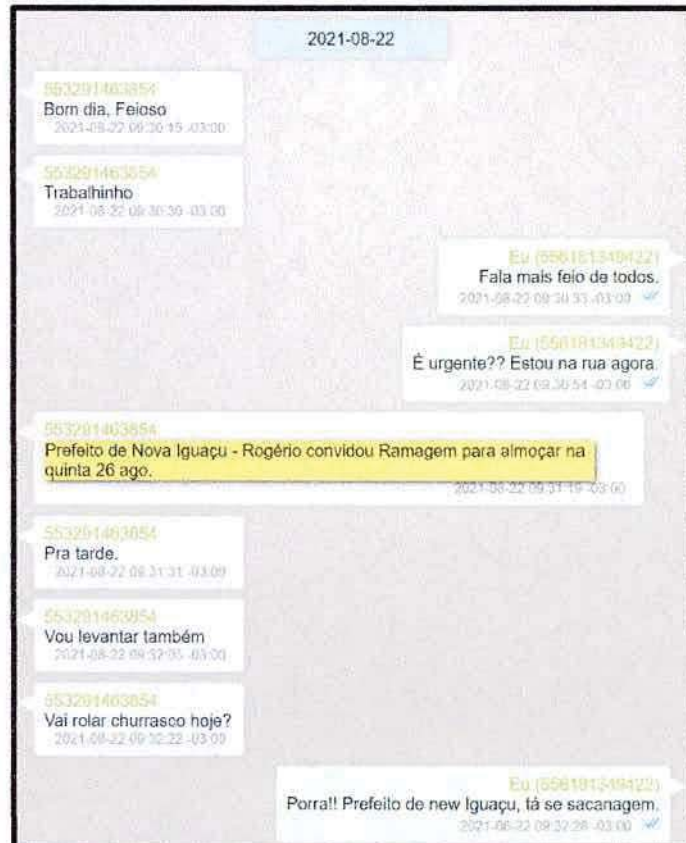 2021-08-22
553291463854
Bom dia, Feioso
2021-08-22 09:30:15 -03:00
553291463854
Trabalhinho
2021-08-22 09:30:30 -03:00
Eu (556181349422)
Fala mais feio de todos.
2021-08-22 09:30:33 -03:00
Eu (556181349422)
É urgente?? Estou na rua agora.
2021-08-22 09:30:54 -03:00
553291463854
Prefeito de Nova Iguaçu - Rogério convidou Ramagem para almoçar na
quinta 26 ago.
2021-08-22 09:31:19 -03:00
553291463854
Pra tarde.
2021-08-22 09:31:31 -03:00
553291463854
Vou levantar também
2021-08-22 09:32:05 -03:00
553291463854
Vai rolar churrasco hoje?
2021-08-22 09:32:22 -03:00
Eu (556181349422)
Porra!! Prefeito de new Iguaçu, tá se sacanagem.
2021-08-22 09:32:28 -03:00